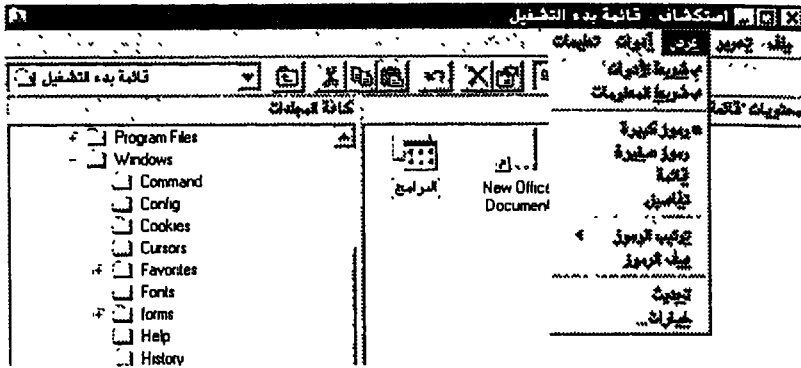 استكشاف - قائمة بدء التشغيل
ملف تحرير عرض أدوات تعليمات
قائمة بدء التشغيل
شريط الأدوات
شريط المعلومات
رموز كبيرة
رموز صغيرة
قائمة
تفاصيل
ترتيب الرموز
صف الرموز
تحديث
خيارات...
كافة المجلدات
محتويات "قائمة
Program Files
Windows
Command
Config
Cookies
Cursors
Favorites
Fonts
forms
Help
History
البرامج
New Office
Document